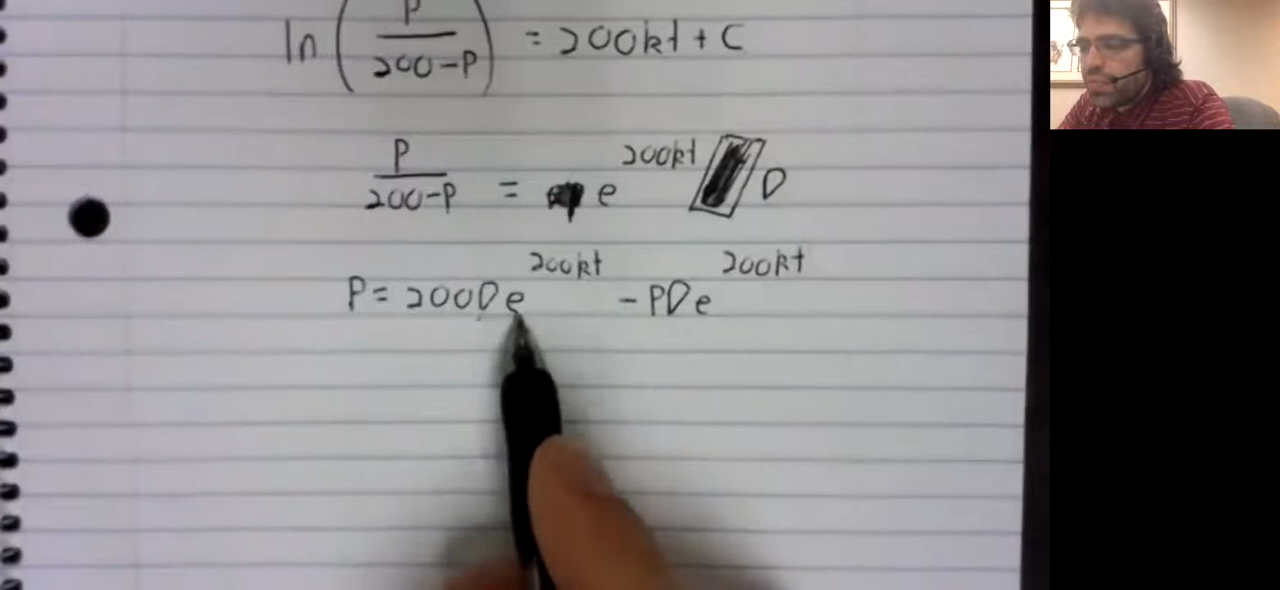 ln(P/(200-P)) = 200kt + C
P/(200-P) = e^200kt D
P = 200De^200kt - PDe^200kt